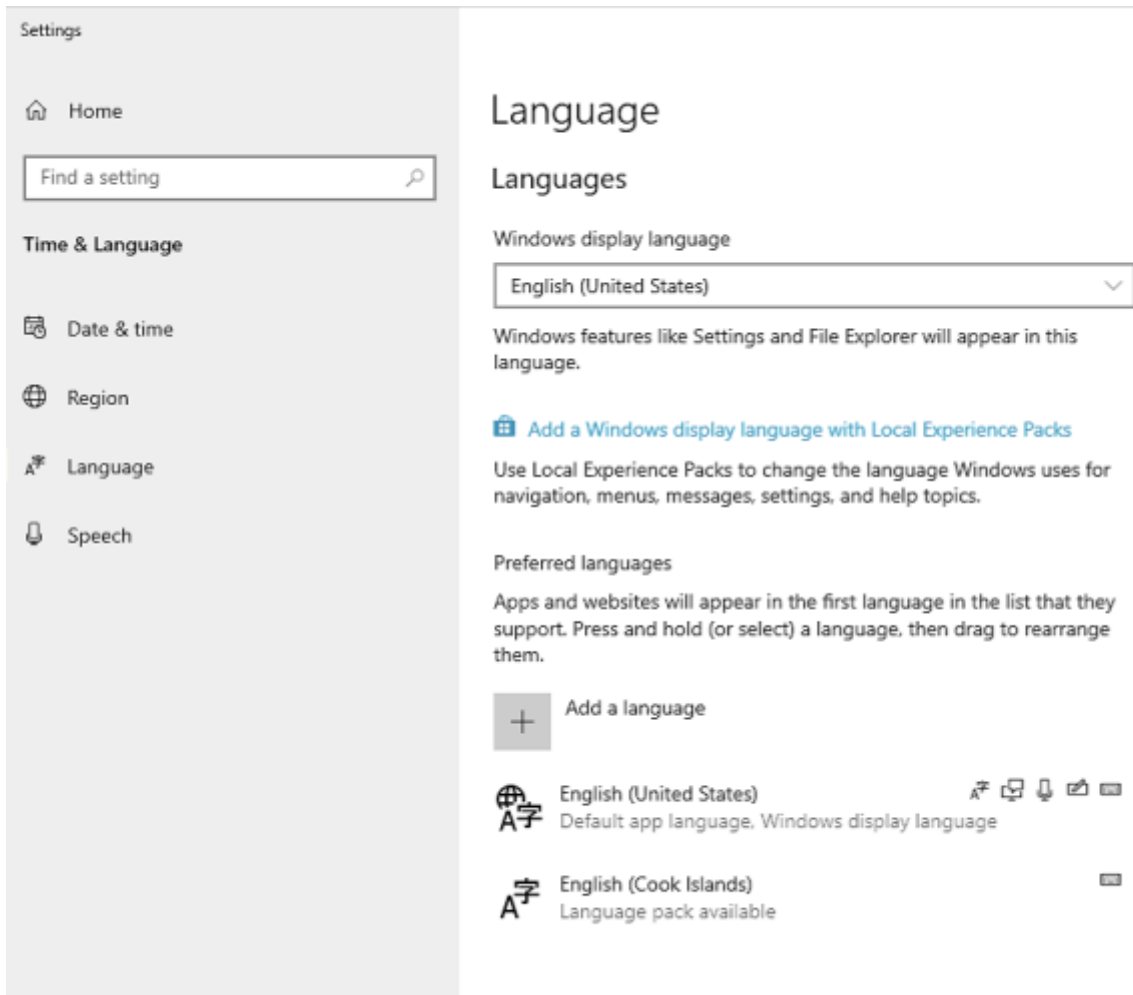 Settings
Home
Find a setting
Time & Language
Date & time
Region
Language
Speech
Language
Languages
Windows display language
English (United States)
Windows features like Settings and File Explorer will appear in this
language.
Add a Windows display language with Local Experience Packs
Use Local Experience Packs to change the language Windows uses for
navigation, menus, messages, settings, and help topics.
Preferred languages
Apps and websites will appear in the first language in the list that they
support. Press and hold (or select) a language, then drag to rearrange
them.
Add a language
English (United States)
Default app language, Windows display language
English (Cook Islands)
Language pack available